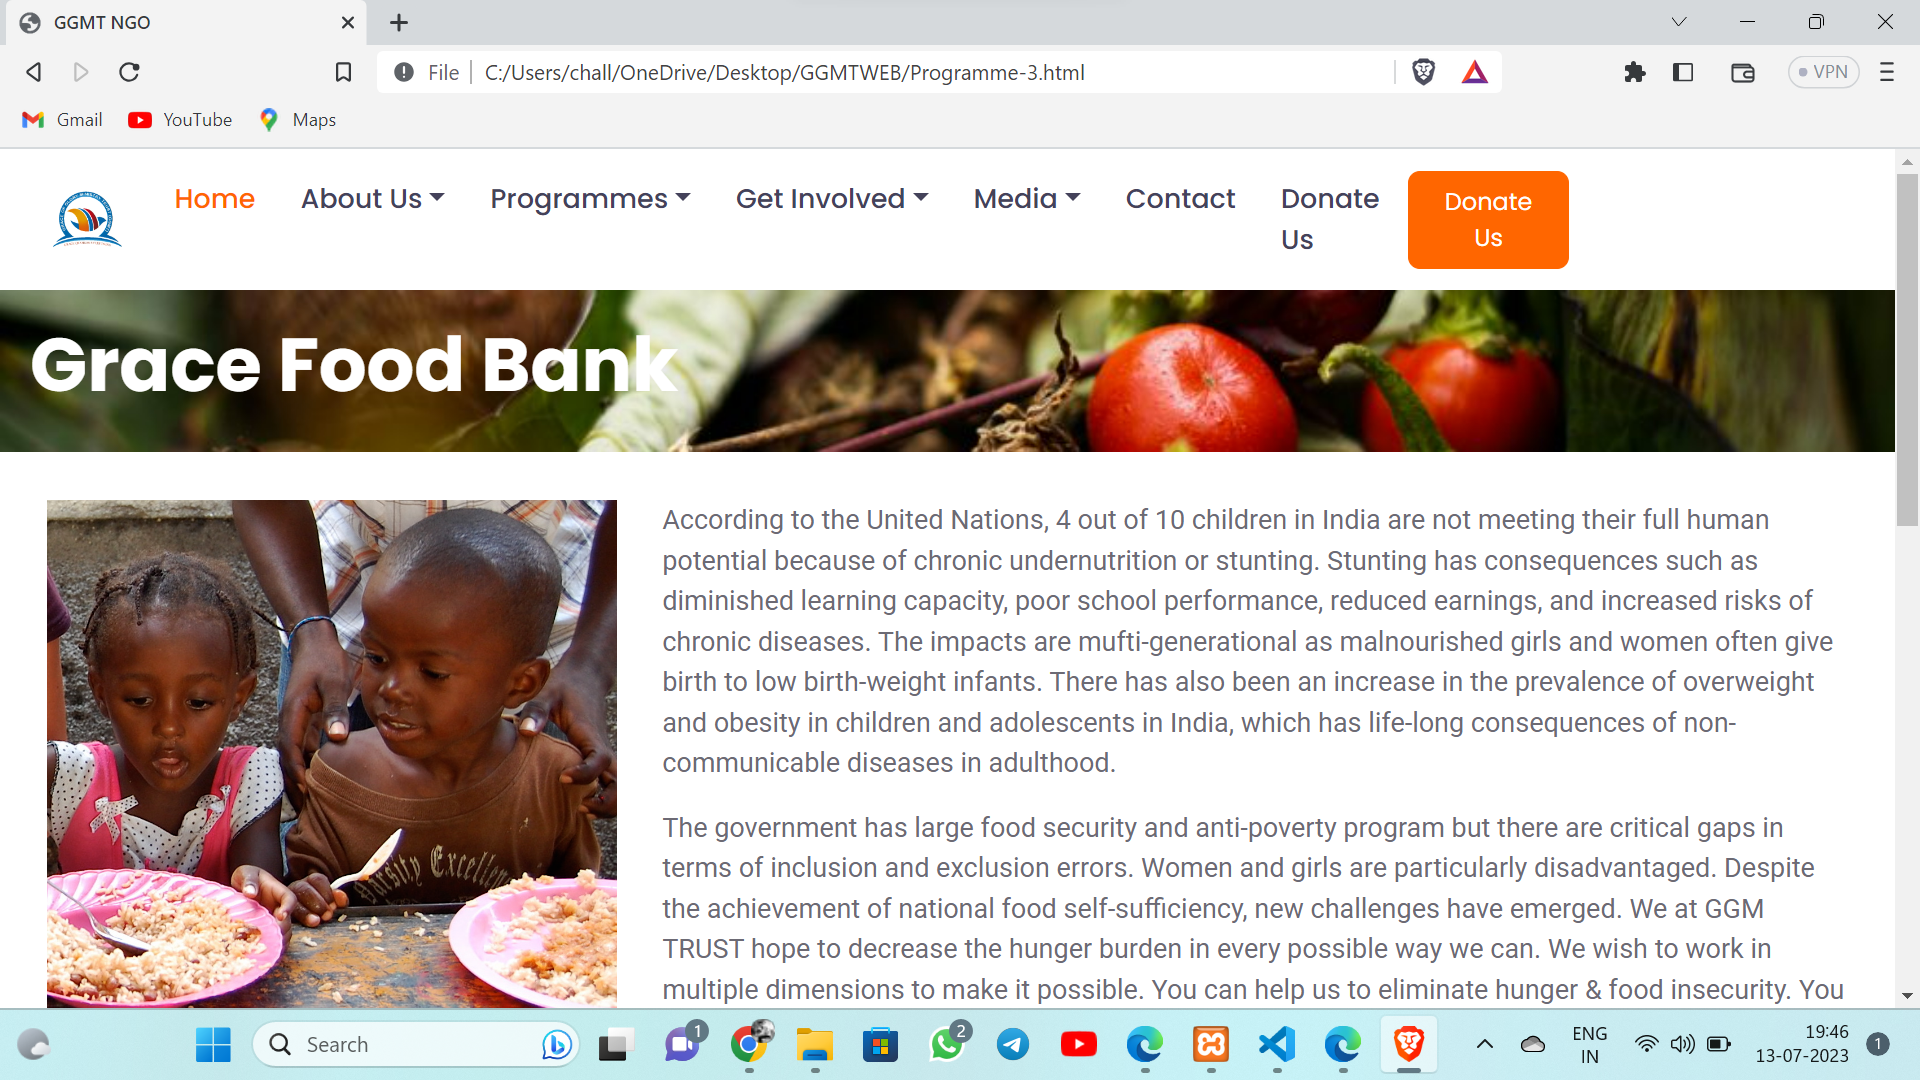 GGMT NGO
File
C:/Users/chall/OneDrive/Desktop/GGMTWEB/Programme-3.html
VPN
Gmail
YouTube
Maps
Home
About Us
Programmes
Get Involved
Media
Contact
Donate
Us
Donate
Us
Grace Food Bank
According to the United Nations, 4 out of 10 children in India are not meeting their full human
potential because of chronic undernutrition or stunting. Stunting has consequences such as
diminished learning capacity, poor school performance, reduced earnings, and increased risks of
chronic diseases. The impacts are mufti-generational as malnourished girls and women often give
birth to low birth-weight infants. There has also been an increase in the prevalence of overweight
and obesity in children and adolescents in India, which has life-long consequences of non-
communicable diseases in adulthood.
The government has large food security and anti-poverty program but there are critical gaps in
terms of inclusion and exclusion errors. Women and girls are particularly disadvantaged. Despite
the achievement of national food self-sufficiency, new challenges have emerged. We at GGM
TRUST hope to decrease the hunger burden in every possible way we can. We wish to work in
multiple dimensions to make it possible. You can help us to eliminate hunger & food insecurity. You
Varsity Excellen
Search
1
2
ENG
IN
19:46
13-07-2023
1